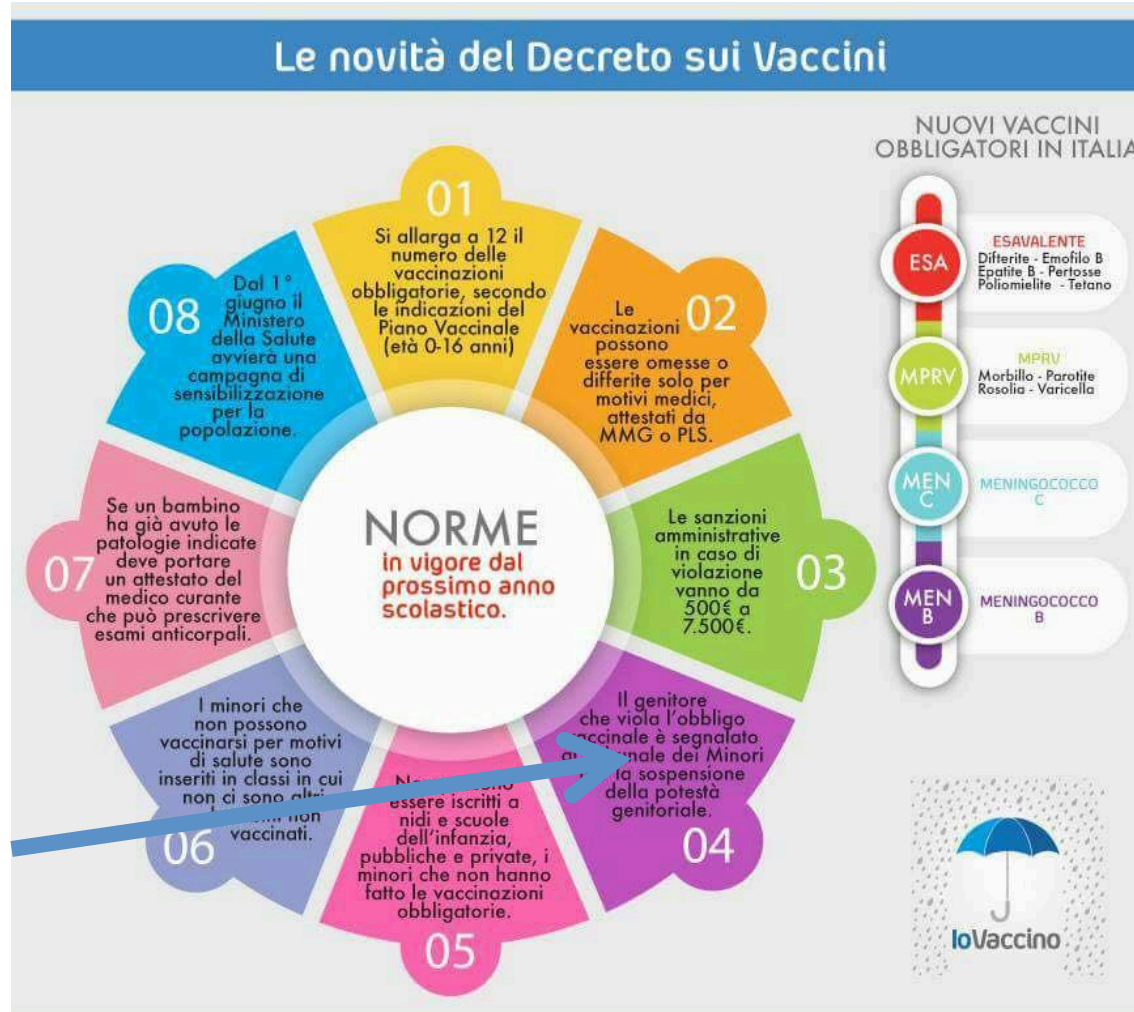 Le novità del Decreto sui Vaccini
NUOVI VACCINI
OBBLIGATORI IN ITALIA
01
Si allarga a 12 il
numero delle
vaccinazioni
obbligatorie, secondo
le indicazioni del
Piano Vaccinale
(età 0-16 anni)
02
Le
vaccinazioni
possono
essere omesse o
differite solo per
motivi medici,
attestati da
MMG o PLS.
03
Le sanzioni
amministrative
in caso di
violazione
vanno da
500€ a
7.500€.
04
Il genitore
che viola l'obbligo
vaccinale è segnalato
dei Minori
la sospensione
della potestà
genitoriale.
05
essere iscritti a
nidi e scuole
dell'infanzia,
pubbliche e private, i
minori che non hanno
fatto le vaccinazioni
obbligatorie.
06
I minori che
non possono
vaccinarsi per motivi
di salute sono
inseriti in classi in cui
non ci sono altri
non
vaccinati.
07
Se un bambino
ha già avuto le
patologie indicate
deve portare
un attestato del
medico curante
che può prescrivere
esami anticorpali.
08
Dal 1°
giugno il
Ministero
della Salute
avvierà una
campagna di
sensibilizzazione
per la
popolazione.
NORME
in vigore dal
prossimo anno
scolastico.
ESA
ESAVALENTE
Difterite - Emofilo B
Epatite B - Pertosse
Poliomielite - Tetano
MPRV
MPRV
Morbillo - Parotite
Rosolia - Varicella
MEN
C
MENINGOCOCCO
C
MEN
B
MENINGOCOCCO
B
IoVaccino